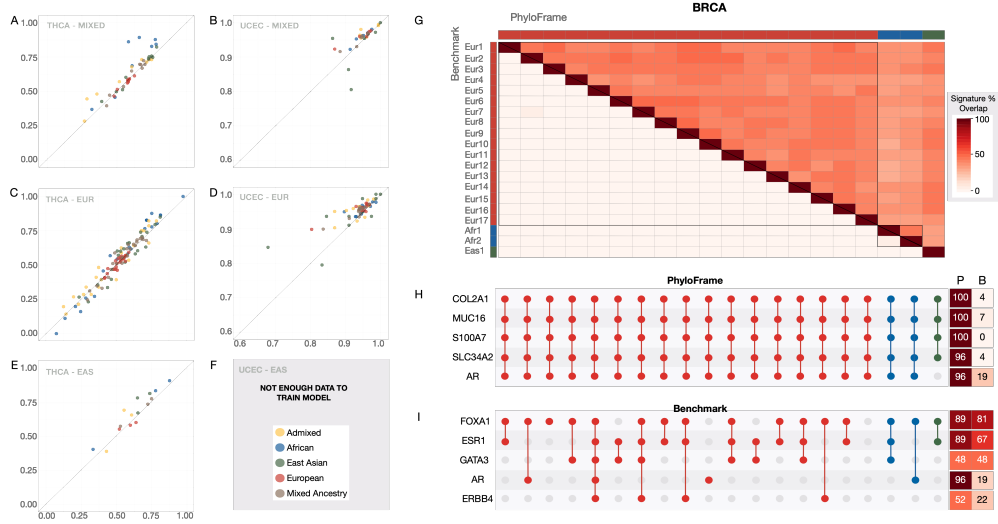 A
THCA - MIXED
1.00
0.75
0.50
0.25
0.00
B
UCEC - MIXED
1.0
0.9
0.8
0.7
0.6
C
THCA - EUR
1.00
0.75
0.50
0.25
0.00
D
UCEC - EUR
1.0
0.9
0.8
0.7
0.6
0.6 0.7 0.8 0.9 1.0
E
THCA - EAS
1.00
0.75
0.50
0.25
0.00
0.00 0.25 0.50 0.75 1.00
F
UCEC - EAS
NOT ENOUGH DATA TO
TRAIN MODEL
Admixed
African
East Asian
European
Mixed Ancestry
G
BRCA
PhyloFrame
Benchmark
Eur1
Eur2
Eur3
Eur4
Eur5
Eur6
Eur7
Eur8
Eur9
Eur10
Eur11
Eur12
Eur13
Eur14
Eur15
Eur16
Eur17
Afr1
Afr2
Eas1
Signature %
Overlap
100
50
0
H
PhyloFrame
P B
COL2A1 100 4
MUC16 100 7
S100A7 100 0
SLC34A2 96 4
AR 96 19
I
Benchmark
FOXA1 89 81
ESR1 89 67
GATA3 48 48
AR 96 19
ERBB4 52 22